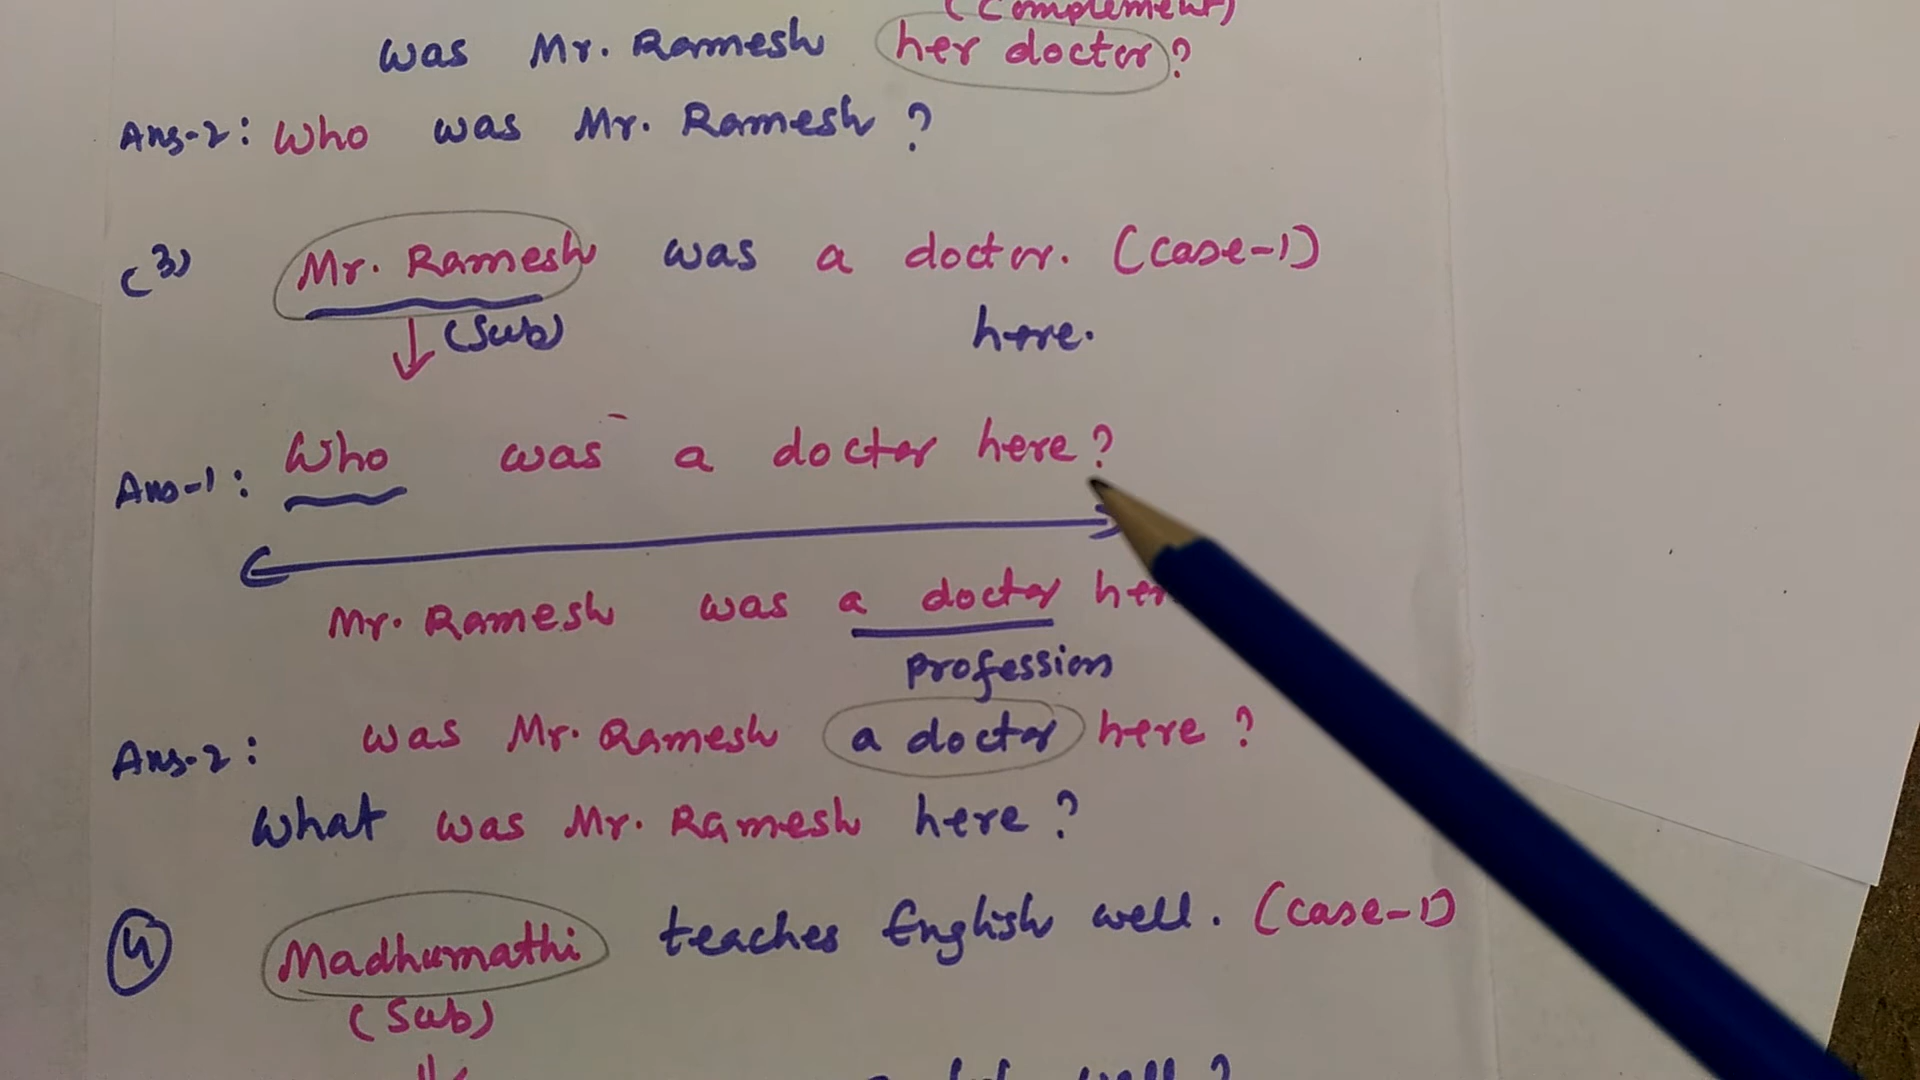 (Complement)
was Mr. Ramesh her doctor?
Ans-2: Who was Mr. Ramesh?
(3) Mr. Ramesh was a doctor. (Case-1)
(Sub) here.
Ans-1: Who was a doctor here?
Mr. Ramesh was a doctor
profession
Ans-2: was Mr. Ramesh a doctor here?
What was Mr. Ramesh here?
4 Madhumathi teaches English well. (Case-1)
(Sub)
well?